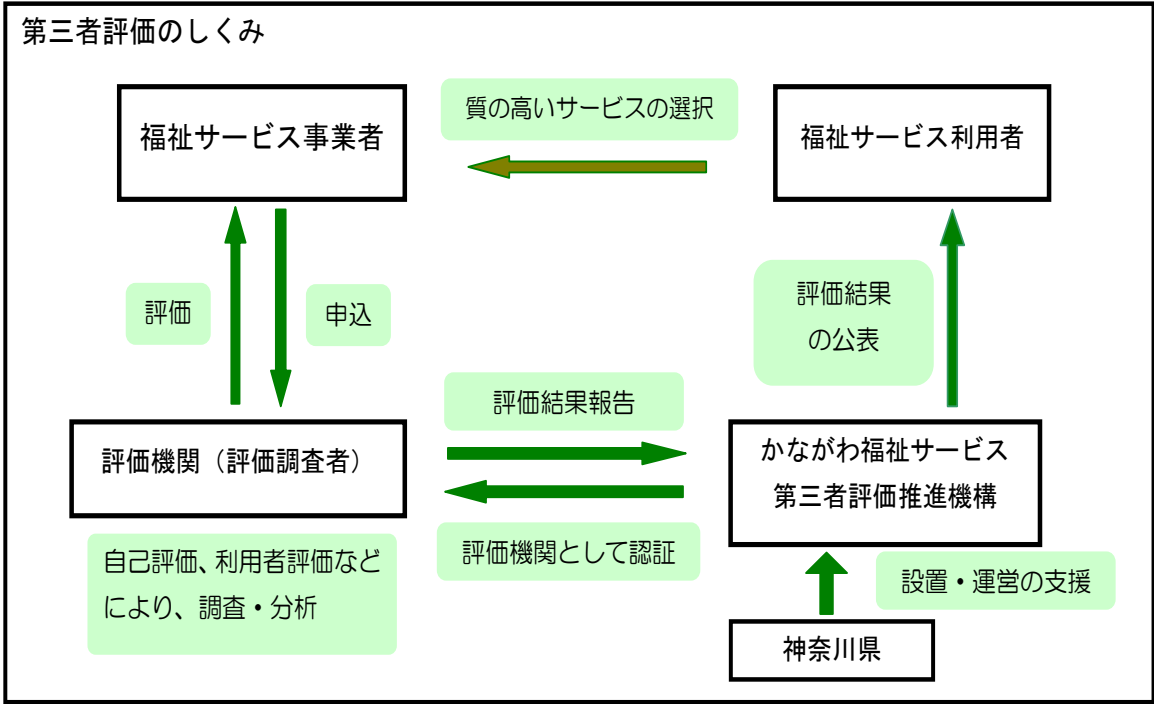 第三者評価のしくみ
福祉サービス事業者
質の高いサービスの選択
福祉サービス利用者
評価
申込
評価結果
の公表
評価結果報告
評価機関（評価調査者）
かながわ福祉サービス
第三者評価推進機構
評価機関として認証
自己評価、利用者評価など
により、調査・分析
設置・運営の支援
神奈川県